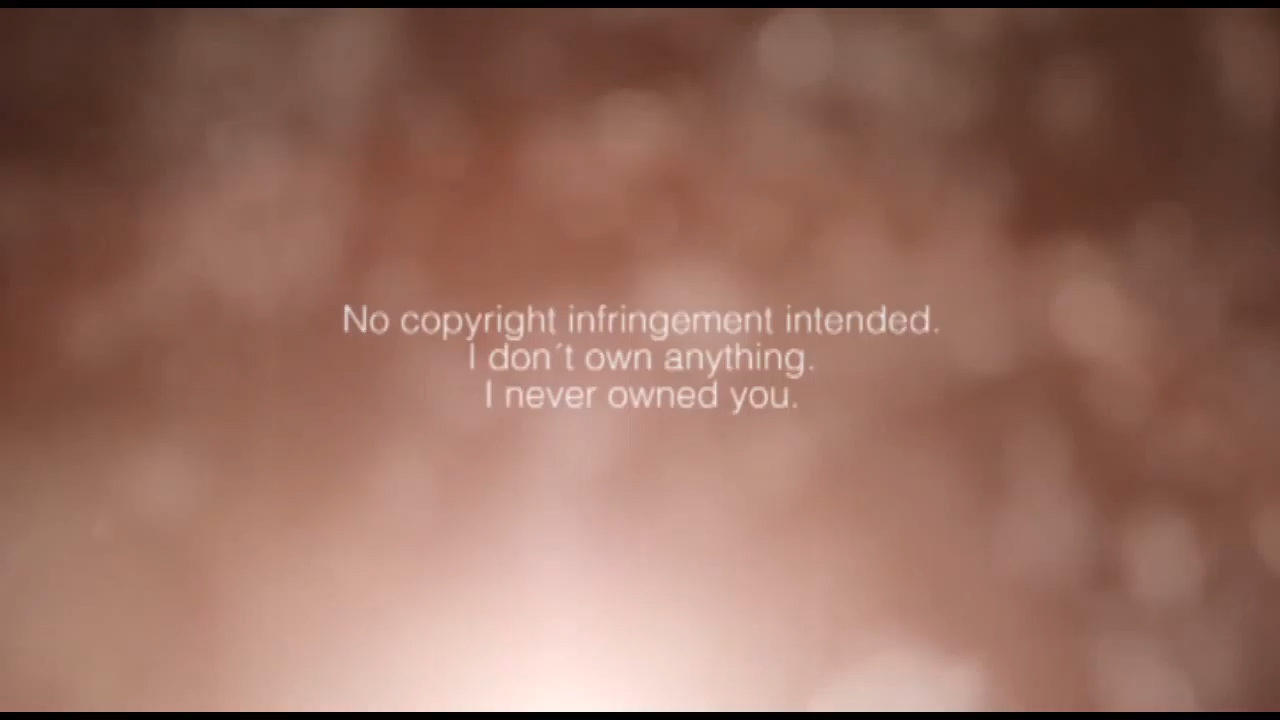 No copyright infringement intended.
I don´t own anything.
I never owned you.